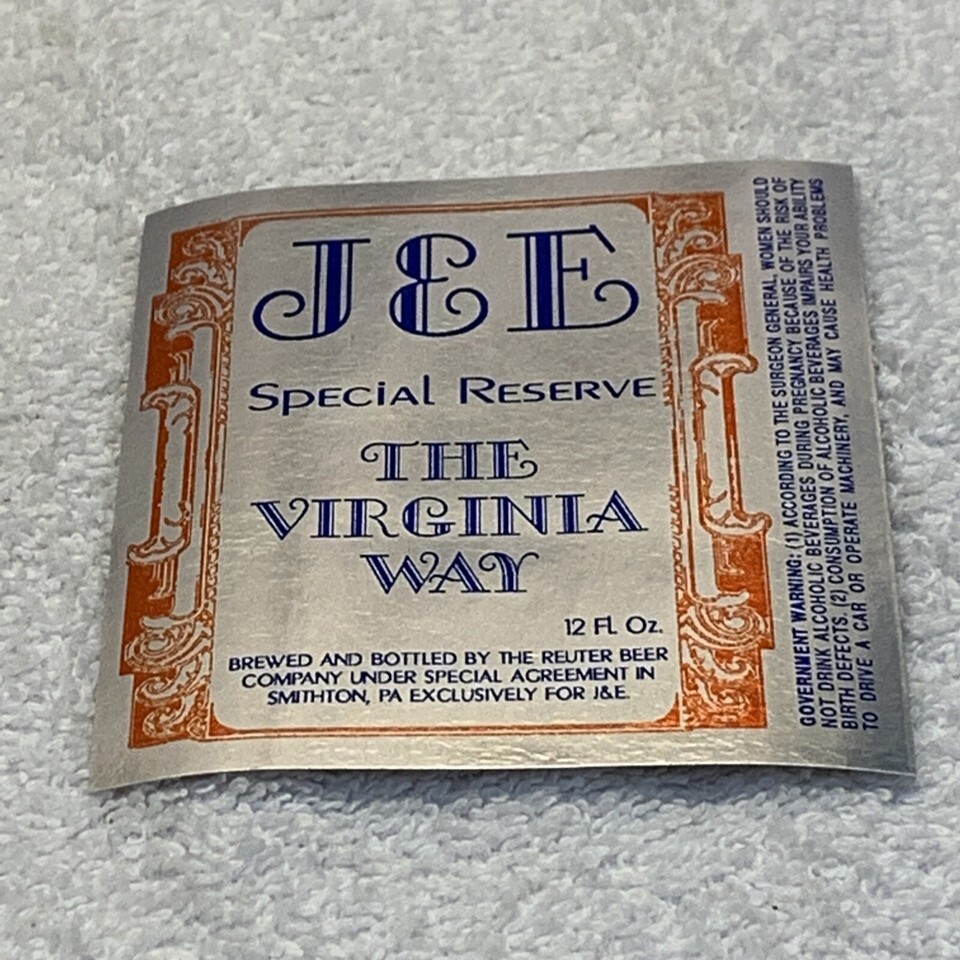 J&E
Special Reserve
THE
VIRGINIA
WAY
12 Fl. Oz.
BREWED AND BOTTLED BY THE REUTER BEER
COMPANY UNDER SPECIAL AGREEMENT IN
SMITHTON, PA EXCLUSIVELY FOR J&E.
GOVERNMENT WARNING: (1) ACCORDING TO THE SURGEON GENERAL, WOMEN SHOULD
NOT DRINK ALCOHOLIC BEVERAGES DURING PREGNANCY BECAUSE OF THE RISK OF
BIRTH DEFECTS. (2) CONSUMPTION OF ALCOHOLIC BEVERAGES IMPAIRS YOUR ABILITY
TO DRIVE A CAR OR OPERATE MACHINERY, AND MAY CAUSE HEALTH PROBLEMS